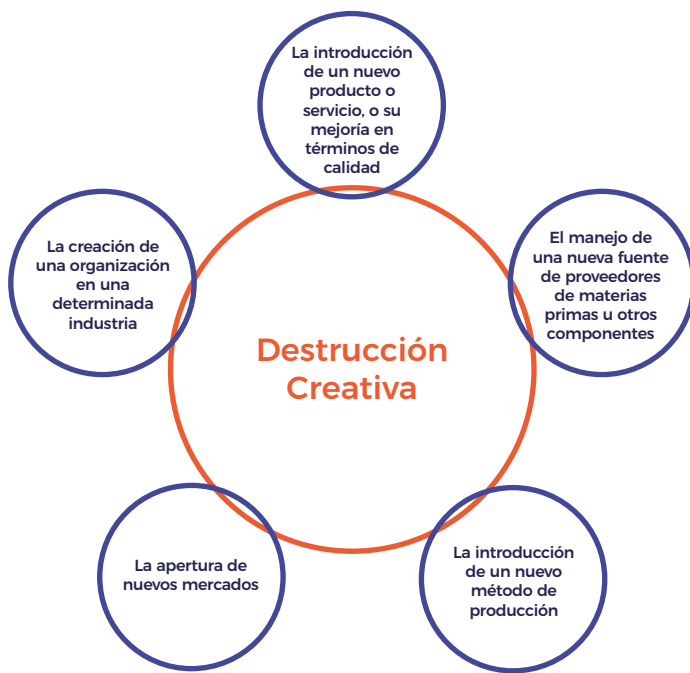 La introducción
de un nuevo
producto o
servicio, o su
mejoría en
términos de
calidad
La creación de
una organización
en una
determinada
industria
El manejo de
una nueva fuente
de proveedores
de materias
primas u otros
componentes
Destrucción
Creativa
La apertura de
nuevos mercados
La introducción
de un nuevo
método de
producción